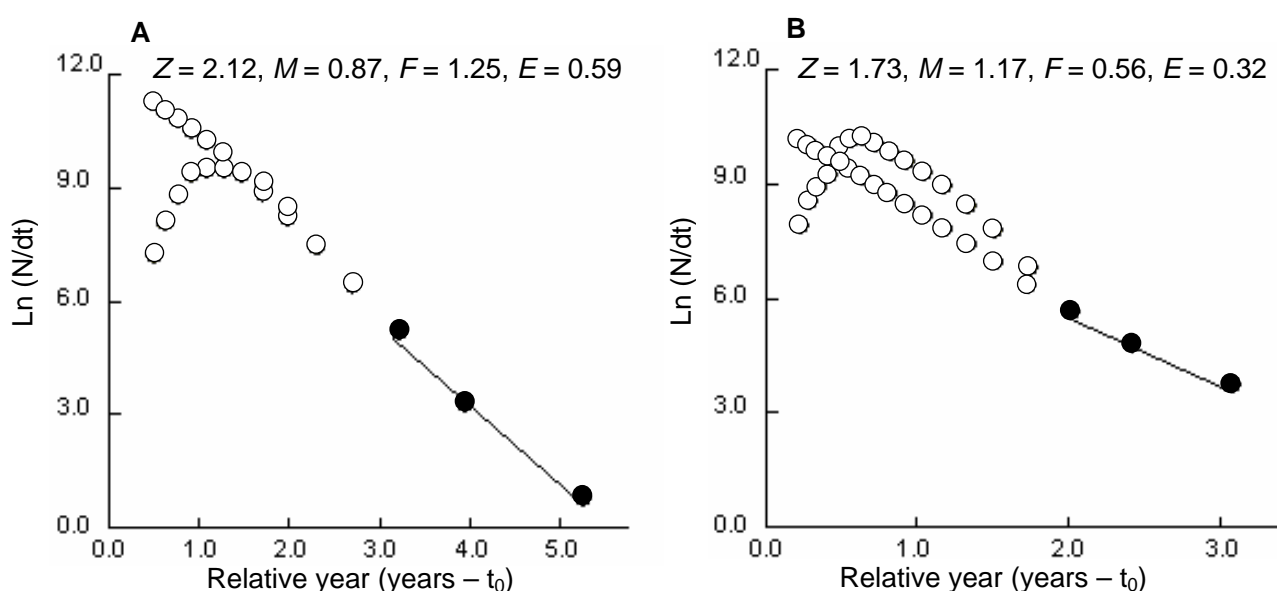 A
Z = 2.12, M = 0.87, F = 1.25, E = 0.59
12.0
9.0
6.0
3.0
0.0
Ln (N/dt)
0.0 1.0 2.0 3.0 4.0 5.0
Relative year (years – t₀)
B
Z = 1.73, M = 1.17, F = 0.56, E = 0.32
12.0
9.0
6.0
3.0
0.0
Ln (N/dt)
0.0 1.0 2.0 3.0
Relative year (years – t₀)